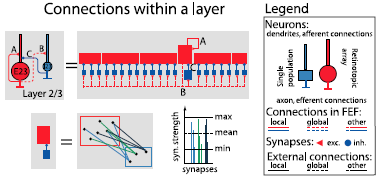 Connections within a layer
A
C
B
E23
Layer 2/3
A
C
B
syn.strength
max
mean
min
synapses
Legend
Neurons:
dendrites, afferent connections
Single
population
Retinotopic
array
axon, efferent connections
Connections in FEF:
local global other
Synapses: exc. inh.
External connections:
local global other